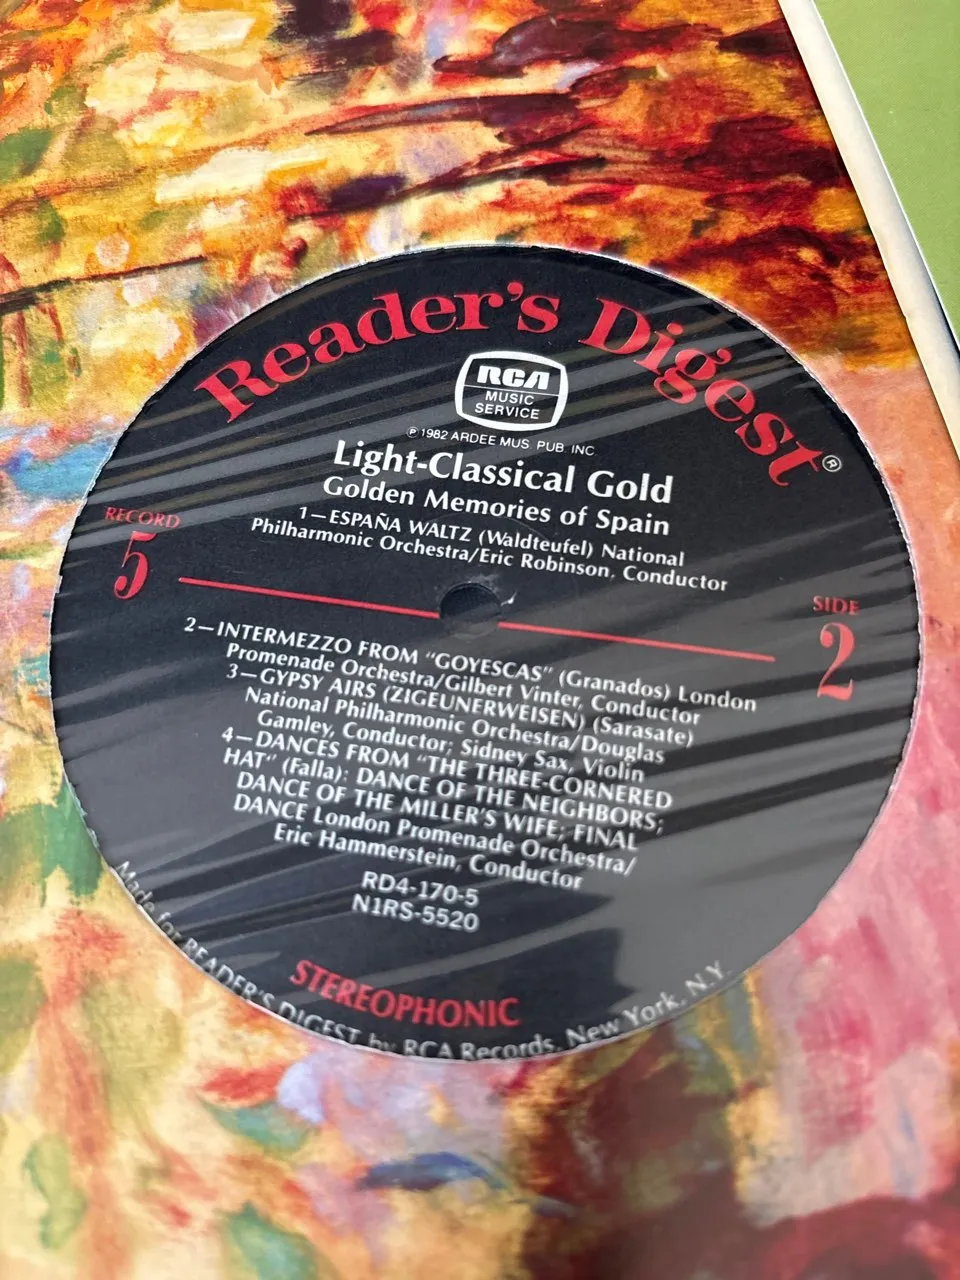 Reader's Digest®
RCA
MUSIC
SERVICE
℗ 1982 ARDEE MUS. PUB. INC.
Light-Classical Gold
Golden Memories of Spain
1—ESPAÑA WALTZ (Waldteufel) National
Philharmonic Orchestra/Eric Robinson, Conductor
RECORD
5
SIDE
2
2—INTERMEZZO FROM "GOYESCAS" (Granados) London
Promenade Orchestra/Gilbert Vinter, Conductor
3—GYPSY AIRS (ZIGEUNERWEISEN) (Sarasate)
National Philharmonic Orchestra/Douglas
Gamley, Conductor; Sidney Sax, Violin
4—DANCES FROM "THE THREE-CORNERED
HAT" (Falla): DANCE OF THE NEIGHBORS;
DANCE OF THE MILLER'S WIFE; FINAL
DANCE London Promenade Orchestra/
Eric Hammerstein, Conductor
RD4-170-5
N1RS-5520
STEREOPHONIC
Made for READER'S DIGEST by RCA Records, New York, N.Y.